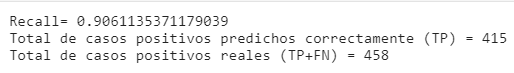 Recall= 0.9061135371179039
Total de casos positivos predichos correctamente (TP) = 415
Total de casos positivos reales (TP+FN) = 458